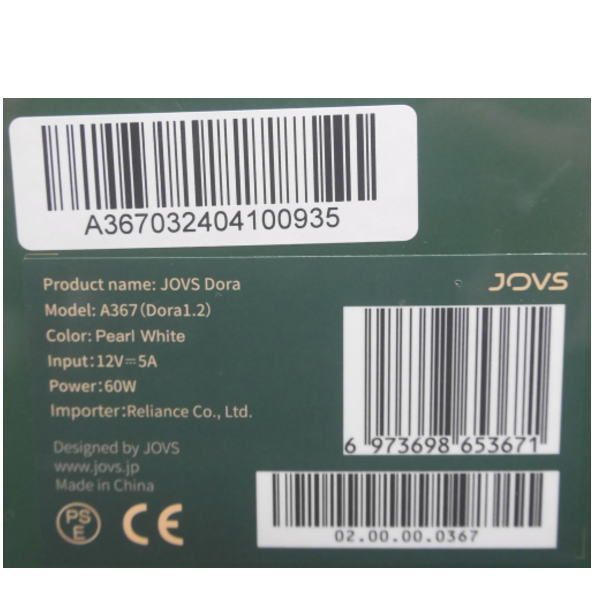 A367032404100935
JOVS
Product name: JOVS Dora
Model: A367(Dora1.2)
Color: Pearl White
Input:12V⎓5A
Power:60W
Importer:Reliance Co., Ltd.
Designed by JOVS
www.jovs.jp
Made in China
PS
E
CE
6 973698 653671
02.00.00.0367